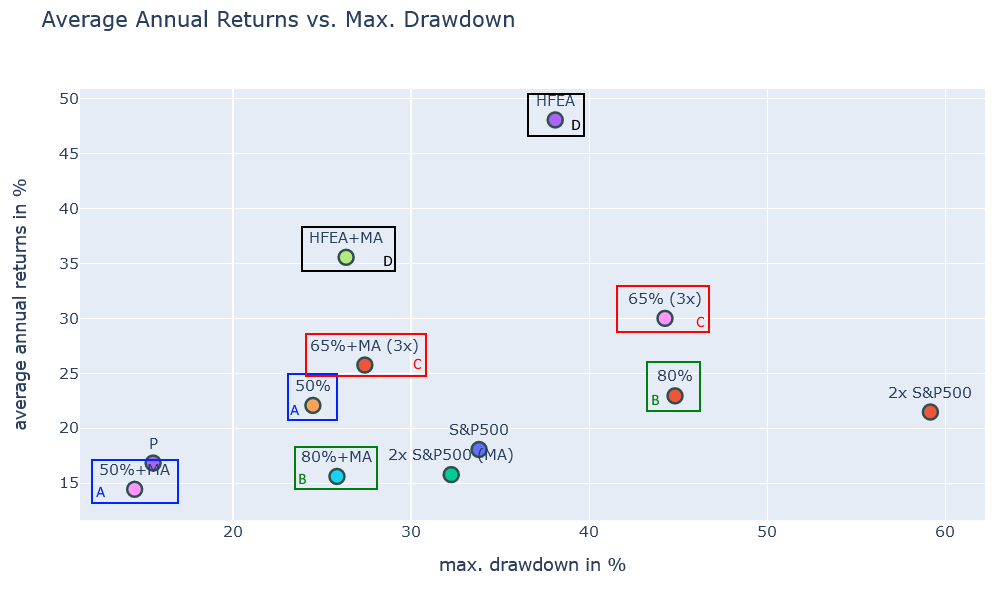 Average Annual Returns vs. Max. Drawdown
50
HFEA
D
45
40
HFEA+MA
D
35
65% (3x)
C
30
65%+MA (3x)
C
25
50%
A
80%
B
2x S&P500
20
S&P500
P
2x S&P500 (MA)
80%+MA
B
50%+MA
A
15
average annual returns in %
20
30
40
50
60
max. drawdown in %